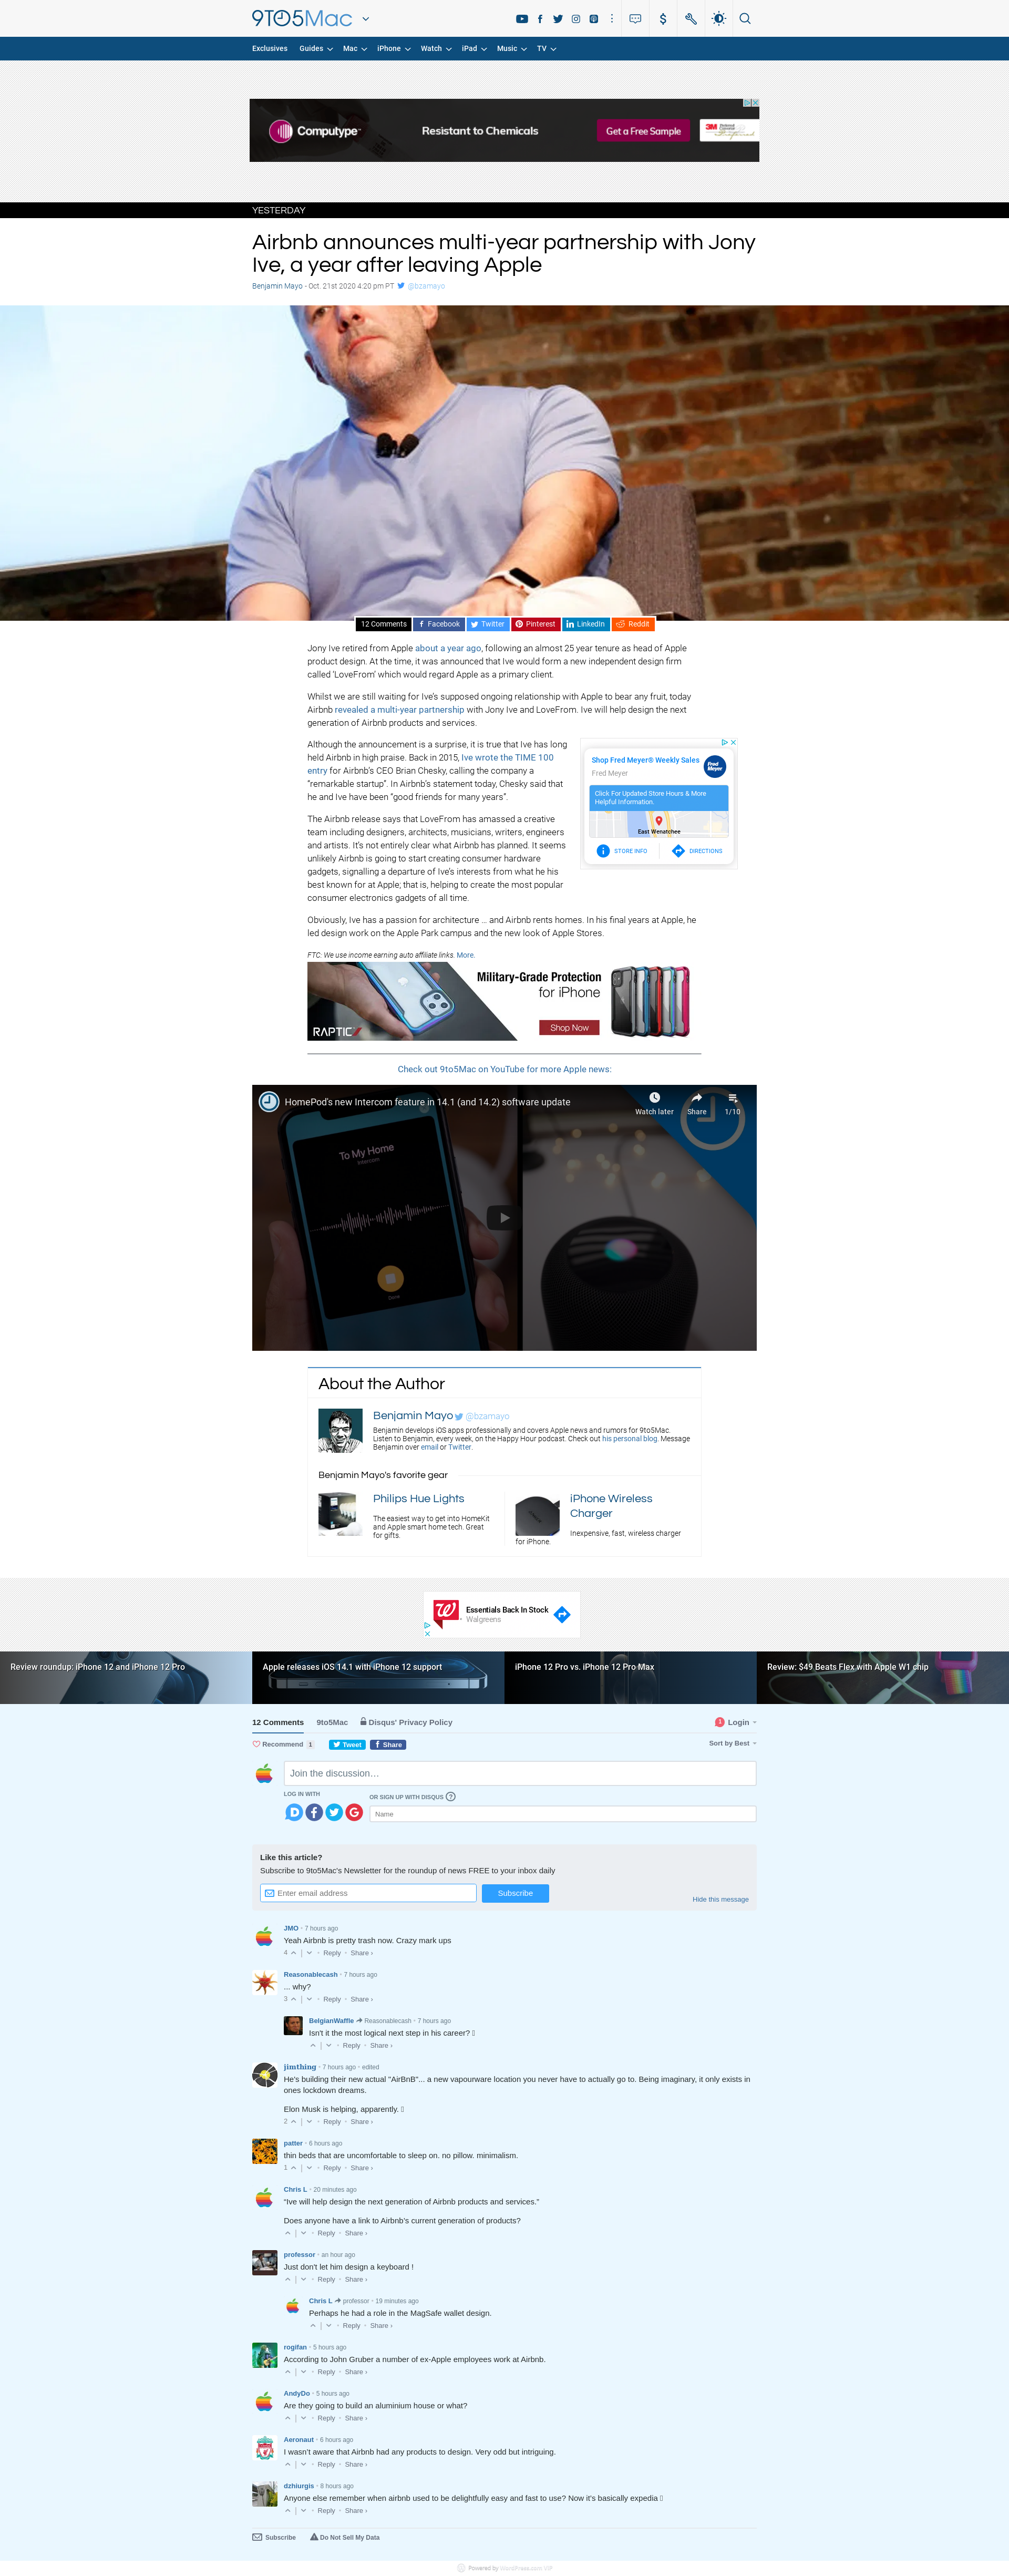 9TO5Mac
Exclusives Guides Mac iPhone Watch iPad Music TV
Computype
Resistant to Chemicals
Get a Free Sample
3M
YESTERDAY
Airbnb announces multi-year partnership with Jony
Ive, a year after leaving Apple
Benjamin Mayo - Oct. 21st 2020 4:20 pm PT @bzamayo
12 Comments Facebook Twitter Pinterest LinkedIn Reddit
Jony Ive retired from Apple about a year ago, following an almost 25 year tenure as head of Apple
product design. At the time, it was announced that Ive would form a new independent design firm
called ‘LoveFrom’ which would regard Apple as a primary client.
Whilst we are still waiting for Ive’s supposed ongoing relationship with Apple to bear any fruit, today
Airbnb revealed a multi-year partnership with Jony Ive and LoveFrom. Ive will help design the next
generation of Airbnb products and services.
Although the announcement is a surprise, it is true that Ive has long
held Airbnb in high praise. Back in 2015, Ive wrote the TIME 100
entry for Airbnb’s CEO Brian Chesky, calling the company a
“remarkable startup”. In Airbnb’s statement today, Chesky said that
he and Ive have been “good friends for many years”.
Shop Fred Meyer® Weekly Sales
Fred Meyer
Fred Meyer
Click For Updated Store Hours & More
Helpful Information.
East Wenatchee
STORE INFO
DIRECTIONS
The Airbnb release says that LoveFrom has amassed a creative
team including designers, architects, musicians, writers, engineers
and artists. It’s not entirely clear what Airbnb has planned. It seems
unlikely Airbnb is going to start creating consumer hardware
gadgets, signalling a departure of Ive’s interests from what he his
best known for at Apple; that is, helping to create the most popular
consumer electronics gadgets of all time.
Obviously, Ive has a passion for architecture … and Airbnb rents homes. In his final years at Apple, he
led design work on the Apple Park campus and the new look of Apple Stores.
FTC: We use income earning auto affiliate links. More.
RAPTIC
Military-Grade Protection
for iPhone
Shop Now
Check out 9to5Mac on YouTube for more Apple news:
HomePod's new Intercom feature in 14.1 (and 14.2) software update
Watch later
Share
1/10
To My Home
Intercom
Done
About the Author
Benjamin Mayo @bzamayo
Benjamin develops iOS apps professionally and covers Apple news and rumors for 9to5Mac.
Listen to Benjamin, every week, on the Happy Hour podcast. Check out his personal blog. Message
Benjamin over email or Twitter.
Benjamin Mayo's favorite gear
Philips Hue Lights
The easiest way to get into HomeKit
and Apple smart home tech. Great
for gifts.
iPhone Wireless
Charger
Inexpensive, fast, wireless charger
for iPhone.
Essentials Back In Stock
Walgreens
Review roundup: iPhone 12 and iPhone 12 Pro
Apple releases iOS 14.1 with iPhone 12 support
iPhone 12 Pro vs. iPhone 12 Pro Max
Review: $49 Beats Flex with Apple W1 chip
12 Comments 9to5Mac Disqus' Privacy Policy
1 Login
Recommend 1 Tweet Share
Sort by Best
Join the discussion…
LOG IN WITH
OR SIGN UP WITH DISQUS ?
Name
Like this article?
Subscribe to 9to5Mac's Newsletter for the roundup of news FREE to your inbox daily
Enter email address
Subscribe
Hide this message
JMO • 7 hours ago
Yeah Airbnb is pretty trash now. Crazy mark ups
4 • Reply • Share ›
Reasonablecash • 7 hours ago
... why?
3 • Reply • Share ›
BelgianWaffle Reasonablecash • 7 hours ago
Isn't it the most logical next step in his career?
• Reply • Share ›
jimthing • 7 hours ago • edited
He's building their new actual "AirBnB"... a new vapourware location you never have to actually go to. Being imaginary, it only exists in
ones lockdown dreams.
Elon Musk is helping, apparently.
2 • Reply • Share ›
patter • 6 hours ago
thin beds that are uncomfortable to sleep on. no pillow. minimalism.
1 • Reply • Share ›
Chris L • 20 minutes ago
“Ive will help design the next generation of Airbnb products and services.”
Does anyone have a link to Airbnb's current generation of products?
• Reply • Share ›
professor • an hour ago
Just don't let him design a keyboard !
• Reply • Share ›
Chris L professor • 19 minutes ago
Perhaps he had a role in the MagSafe wallet design.
• Reply • Share ›
rogifan • 5 hours ago
According to John Gruber a number of ex-Apple employees work at Airbnb.
• Reply • Share ›
AndyDo • 5 hours ago
Are they going to build an aluminium house or what?
• Reply • Share ›
Aeronaut • 6 hours ago
I wasn't aware that Airbnb had any products to design. Very odd but intriguing.
• Reply • Share ›
dzhiurgis • 8 hours ago
Anyone else remember when airbnb used to be delightfully easy and fast to use? Now it's basically expedia
• Reply • Share ›
Subscribe Do Not Sell My Data
Powered by WordPress.com VIP